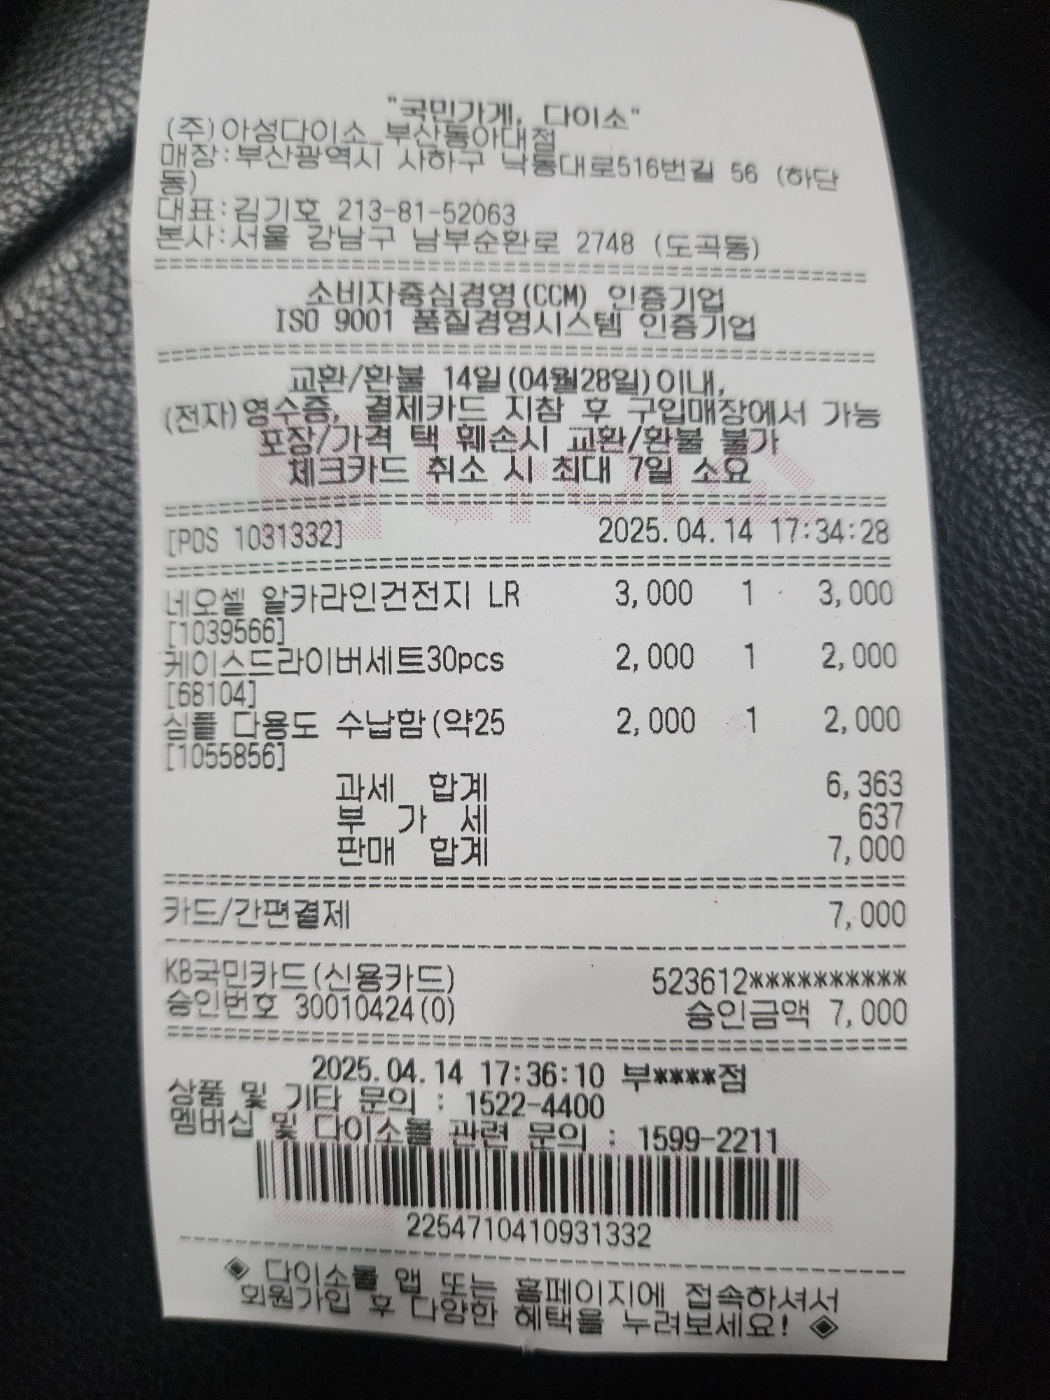 "국민가게, 다이소"
(주)아성다이소_부산동아대점
매장:부산광역시 사하구 낙동대로516번길 56 (하단
동)
대표:김기호 213-81-52063
본사:서울 강남구 남부순환로 2748 (도곡동)
소비자중심경영(CCM) 인증기업
ISO 9001 품질경영시스템 인증기업
교환/환불 14일(04월28일)이내,
(전자)영수증, 결제카드 지참 후 구입매장에서 가능
포장/가격 택 훼손시 교환/환불 불가
체크카드 취소 시 최대 7일 소요
[POS 1031332] 2025.04.14 17:34:28
네오셀 알카라인건전지 LR 3,000 1 3,000
[1039566]
케이스드라이버세트30pcs 2,000 1 2,000
[68104]
심플 다용도 수납함(약25 2,000 1 2,000
[1055856]
과세 합계 6,363
부 가 세 637
판매 합계 7,000
카드/간편결제 7,000
KB국민카드(신용카드) 523612**********
승인번호 30010424(0) 승인금액 7,000
2025.04.14 17:36:10 부****점
상품 및 기타 문의 : 1522-4400
멤버십 및 다이소몰 관련 문의 : 1599-2211
2254710410931332
◈ 다이소몰 앱 또는 홈페이지에 접속하셔서
회원가입 후 다양한 혜택을 누려보세요! ◈